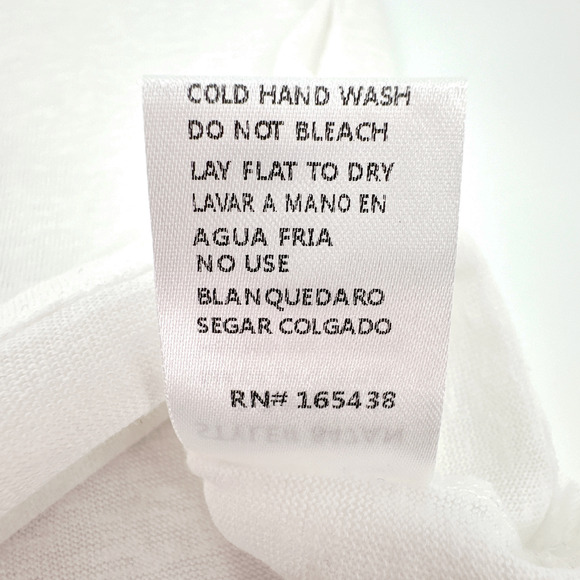 COLD HAND WASH
DO NOT BLEACH
LAY FLAT TO DRY
LAVAR A MANO EN
AGUA FRIA
NO USE
BLANQUEDARO
SEGAR COLGADO
RN# 165438